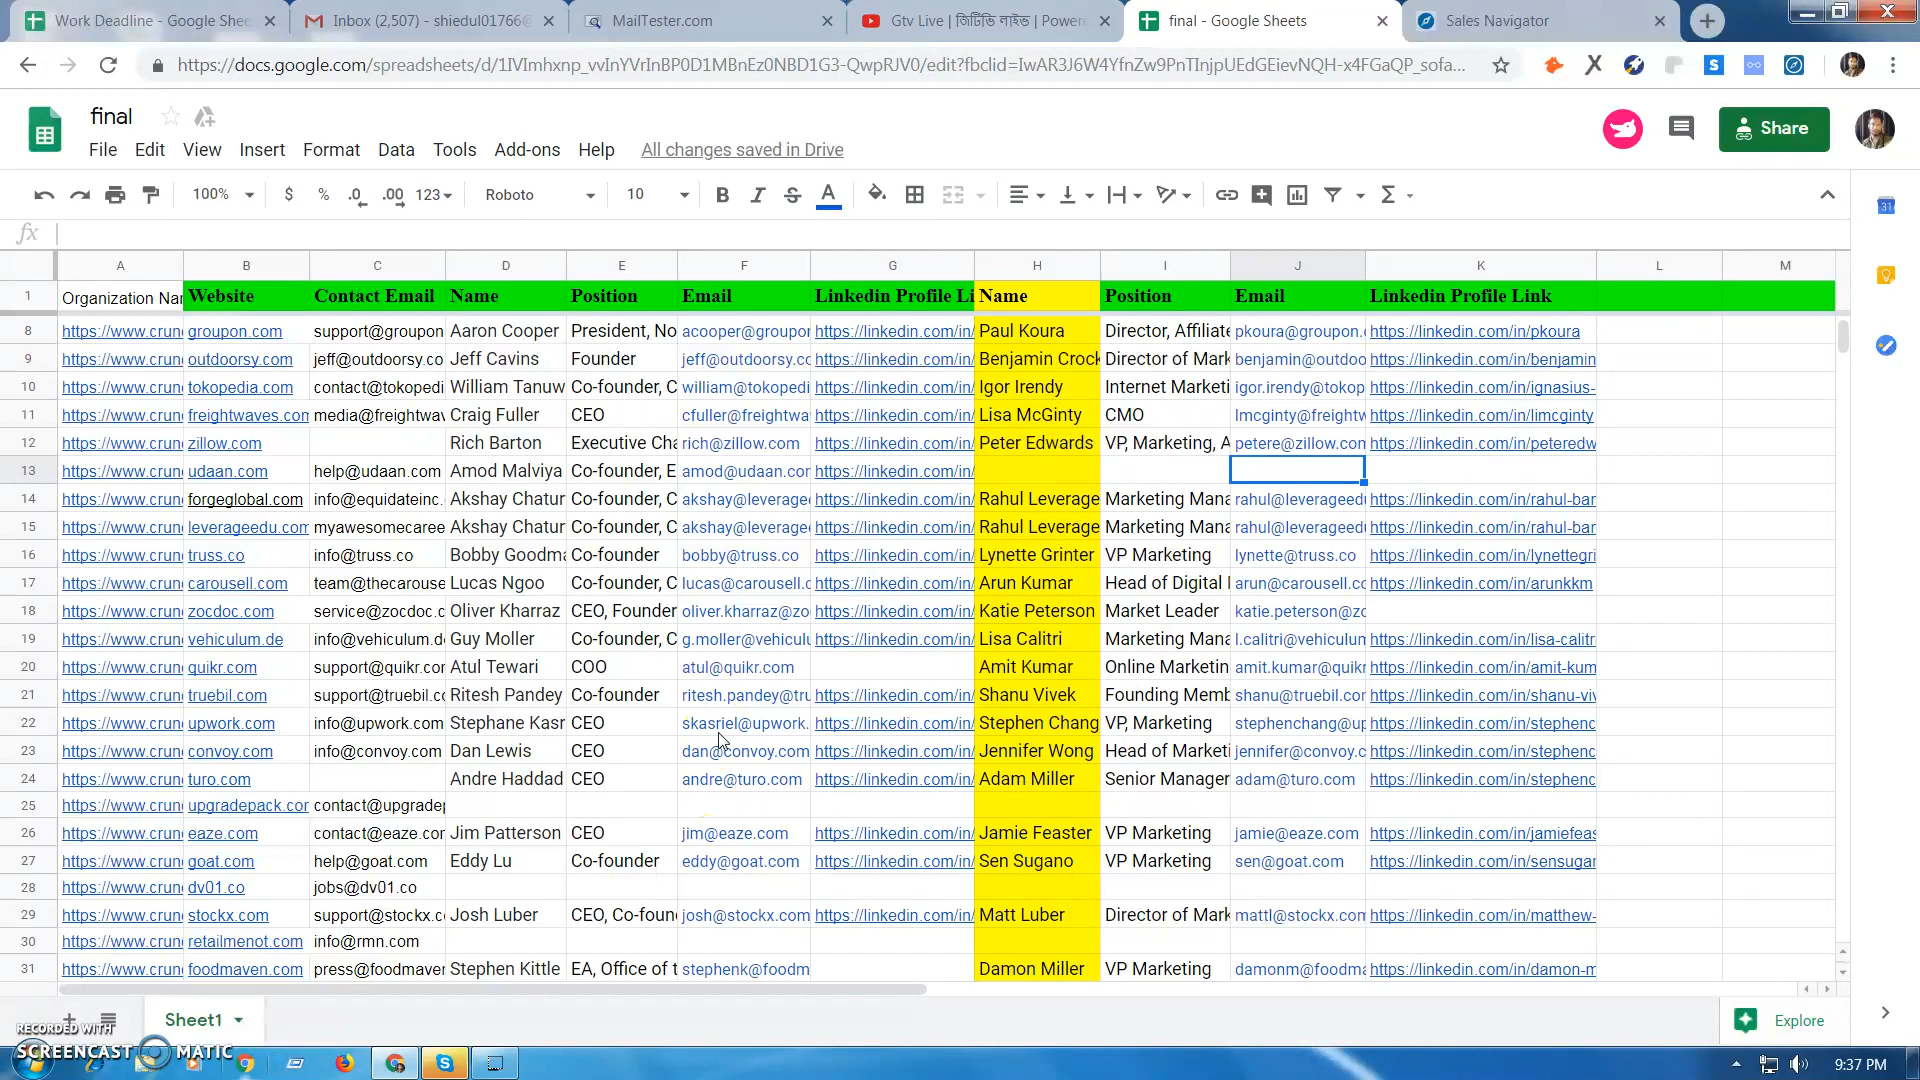 Work Deadline - Google Shee
Inbox (2,507) - shiedul01766@
MailTester.com
Gtv Live | জিটিভি লাইভ | Power
final - Google Sheets
Sales Navigator
final
File Edit View Insert Format Data Tools Add-ons Help All changes saved in Drive
Share
100% $ % .0 .00 123 Roboto 10 B I S A Σ
fx
A B C D E F G H I J K L M
1 Organization Nar Website Contact Email Name Position Email Linkedin Profile Li Name Position Email Linkedin Profile Link
8 https://www.crun groupon.com support@groupon Aaron Cooper President, No acooper@groupor https://linkedin.com/in/ Paul Koura Director, Affiliate pkoura@groupon. https://linkedin.com/in/pkoura
9 https://www.crun outdoorsy.com jeff@outdoorsy.co Jeff Cavins Founder jeff@outdoorsy.cc https://linkedin.com/in/ Benjamin Crock Director of Mark benjamin@outdoo https://linkedin.com/in/benjamin
10 https://www.crun tokopedia.com contact@tokopedi William Tanuw Co-founder, C william@tokopedi https://linkedin.com/in/ Igor Irendy Internet Marketi igor.irendy@tokop https://linkedin.com/in/ignasius-
11 https://www.crun freightwaves.com media@freightwav Craig Fuller CEO cfuller@freightwa https://linkedin.com/in/ Lisa McGinty CMO lmcginty@freightw https://linkedin.com/in/limcginty
12 https://www.crun zillow.com Rich Barton Executive Cha rich@zillow.com https://linkedin.com/in/ Peter Edwards VP, Marketing, A petere@zillow.com https://linkedin.com/in/peteredw
13 https://www.crun udaan.com help@udaan.com Amod Malviya Co-founder, E amod@udaan.cor https://linkedin.com/in/
14 https://www.crun forgeglobal.com info@equidateinc. Akshay Chatur Co-founder, C akshay@leverage https://linkedin.com/in/ Rahul Leverage Marketing Mana rahul@leverageedu https://linkedin.com/in/rahul-bar
15 https://www.crun leverageedu.com myawesomecaree Akshay Chatur Co-founder, C akshay@leverage https://linkedin.com/in/ Rahul Leverage Marketing Mana rahul@leverageedu https://linkedin.com/in/rahul-bar
16 https://www.crun truss.co info@truss.co Bobby Goodma Co-founder bobby@truss.co https://linkedin.com/in/ Lynette Grinter VP Marketing lynette@truss.co https://linkedin.com/in/lynettegri
17 https://www.crun carousell.com team@thecarouse Lucas Ngoo Co-founder, C lucas@carousell.c https://linkedin.com/in/ Arun Kumar Head of Digital arun@carousell.cc https://linkedin.com/in/arunkkm
18 https://www.crun zocdoc.com service@zocdoc.c Oliver Kharraz CEO, Founder oliver.kharraz@zo https://linkedin.com/in/ Katie Peterson Market Leader katie.peterson@zc
19 https://www.crun vehiculum.de info@vehiculum.de Guy Moller Co-founder, C g.moller@vehiculu https://linkedin.com/in/ Lisa Calitri Marketing Mana l.calitri@vehiculum https://linkedin.com/in/lisa-calitr
20 https://www.crun quikr.com support@quikr.cor Atul Tewari COO atul@quikr.com Amit Kumar Online Marketin amit.kumar@quikr https://linkedin.com/in/amit-kum
21 https://www.crun truebil.com support@truebil.cc Ritesh Pandey Co-founder ritesh.pandey@tru https://linkedin.com/in/ Shanu Vivek Founding Memb shanu@truebil.cor https://linkedin.com/in/shanu-viv
22 https://www.crun upwork.com info@upwork.com Stephane Kasr CEO skasriel@upwork. https://linkedin.com/in/ Stephen Chang VP, Marketing stephenchang@up https://linkedin.com/in/stephenc
23 https://www.crun convoy.com info@convoy.com Dan Lewis CEO dan@convoy.com https://linkedin.com/in/ Jennifer Wong Head of Marketi jennifer@convoy.c https://linkedin.com/in/stephenc
24 https://www.crun turo.com Andre Haddad CEO andre@turo.com https://linkedin.com/in/ Adam Miller Senior Manager adam@turo.com https://linkedin.com/in/stephenc
25 https://www.crun upgradepack.cor contact@upgradep
26 https://www.crun eaze.com contact@eaze.cor Jim Patterson CEO jim@eaze.com https://linkedin.com/in/ Jamie Feaster VP Marketing jamie@eaze.com https://linkedin.com/in/jamiefeas
27 https://www.crun goat.com help@goat.com Eddy Lu Co-founder eddy@goat.com https://linkedin.com/in/ Sen Sugano VP Marketing sen@goat.com https://linkedin.com/in/sensugar
28 https://www.crun dv01.co jobs@dv01.co
29 https://www.crun stockx.com support@stockx.c Josh Luber CEO, Co-foun josh@stockx.com https://linkedin.com/in/ Matt Luber Director of Mark mattl@stockx.com https://linkedin.com/in/matthew-
30 https://www.crun retailmenot.com info@rmn.com
31 https://www.crun foodmaven.com press@foodmaver Stephen Kittle EA, Office of t stephenk@foodm Damon Miller VP Marketing damonm@foodma https://linkedin.com/in/damon-m
Sheet1
Explore
RECORDED WITH
SCREENCAST MATIC
9:37 PM